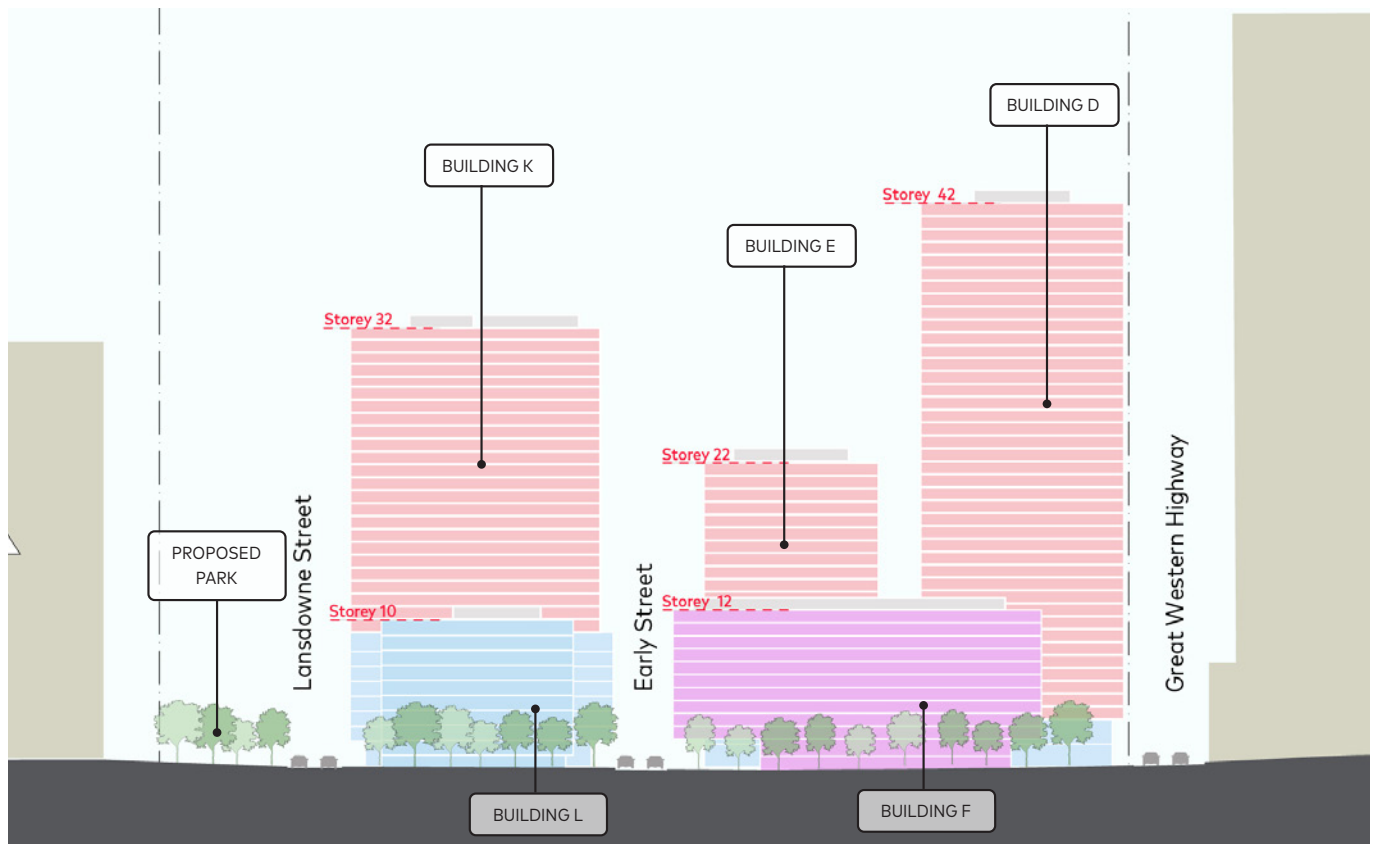 BUILDING D
BUILDING K
Storey 42
BUILDING E
Storey 32
Storey 22
Great Western Highway
Lansdowne Street
PROPOSED
PARK
Early Street
Storey 10
Storey 12
BUILDING L
BUILDING F